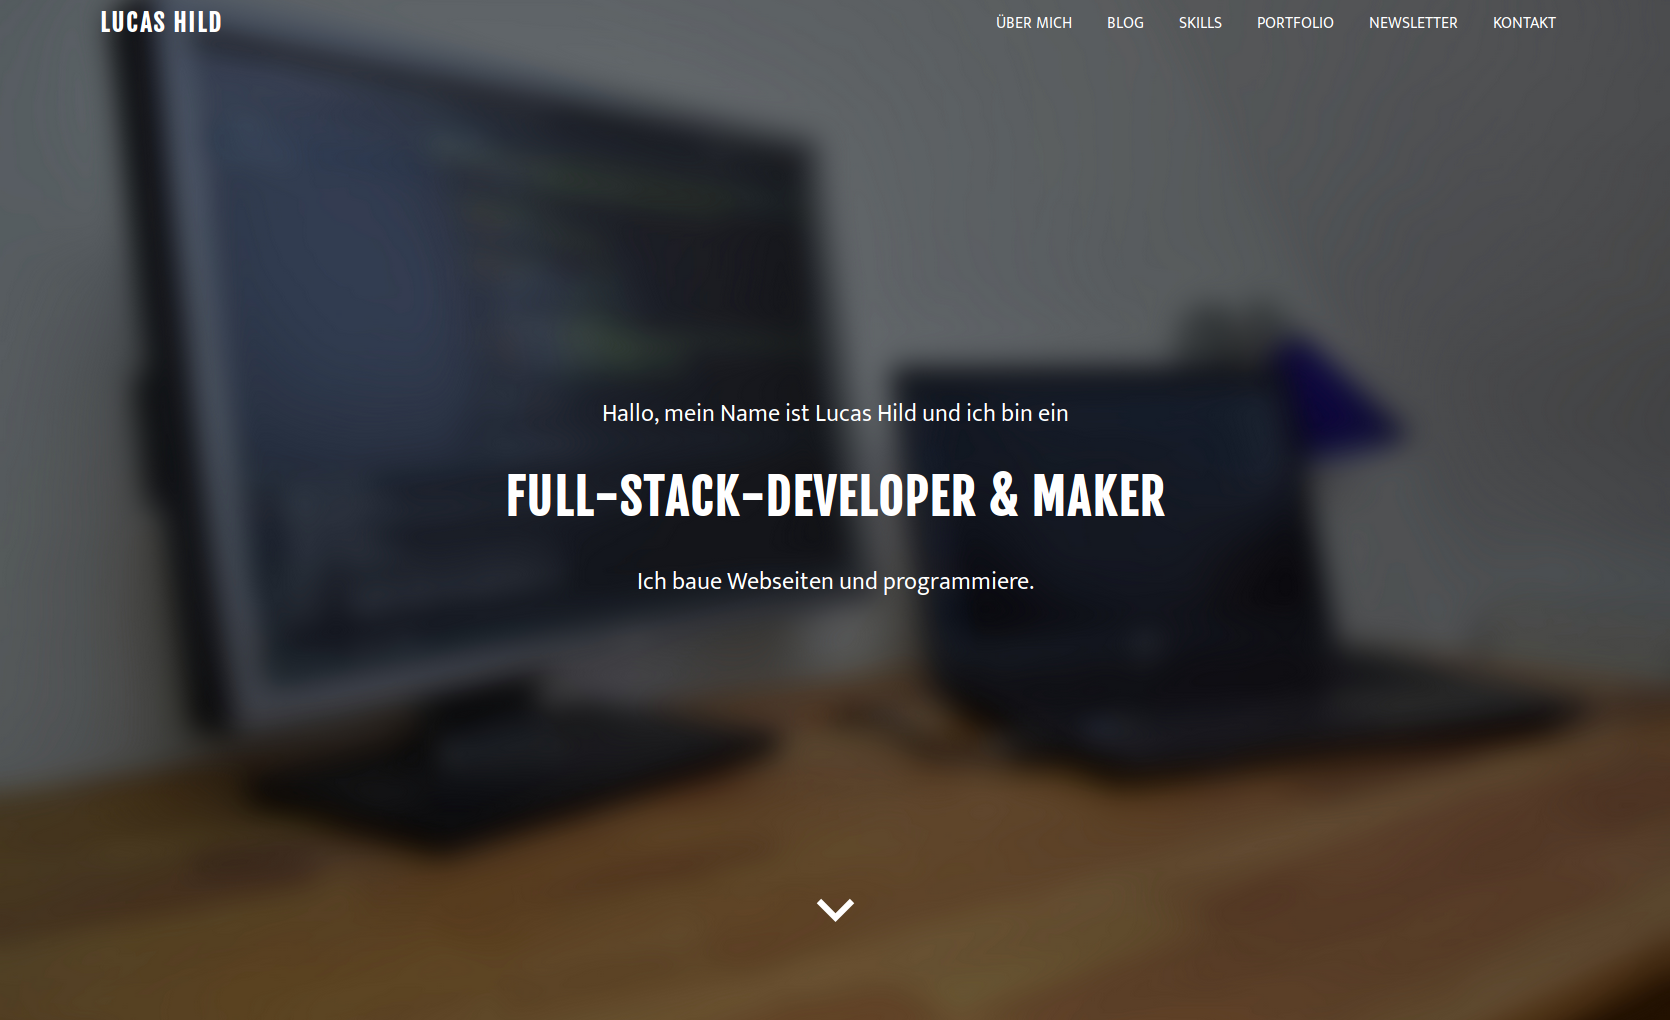 LUCAS HILD
ÜBER MICH BLOG SKILLS PORTFOLIO NEWSLETTER KONTAKT
Hallo, mein Name ist Lucas Hild und ich bin ein
FULL-STACK-DEVELOPER & MAKER
Ich baue Webseiten und programmiere.